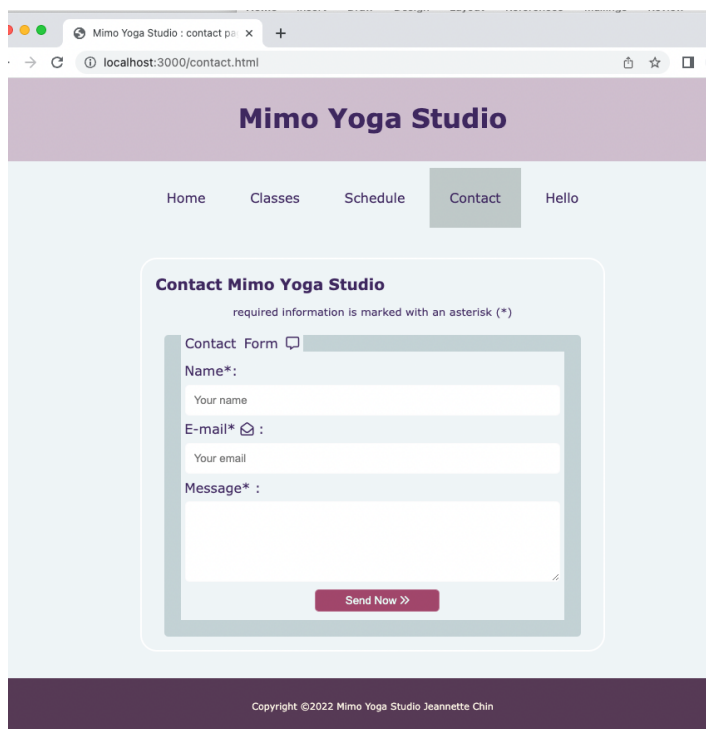 Mimo Yoga Studio : contact pa
localhost:3000/contact.html
Mimo Yoga Studio
Home Classes Schedule Contact Hello
Contact Mimo Yoga Studio
required information is marked with an asterisk (*)
Contact Form
Name*:
Your name
E-mail* :
Your email
Message* :
Send Now
Copyright ©2022 Mimo Yoga Studio Jeannette Chin